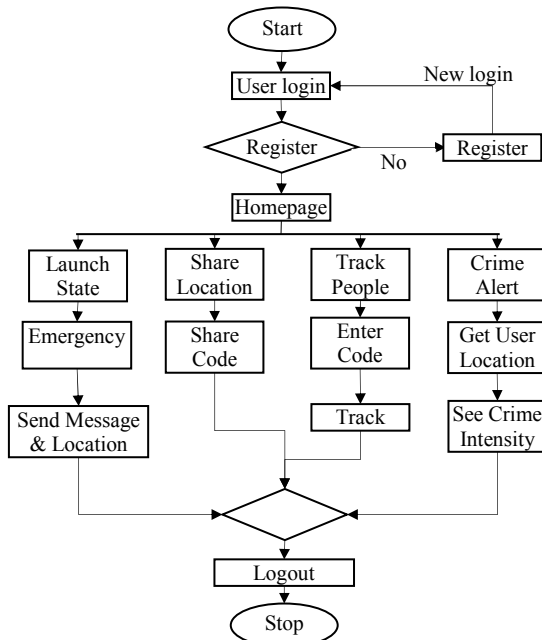 Start
User login
New login
Register
No
Register
Homepage
Launch
State
Share
Location
Track
People
Crime
Alert
Emergency
Share
Code
Enter
Code
Get User
Location
Send Message
& Location
Track
See Crime
Intensity
Logout
Stop